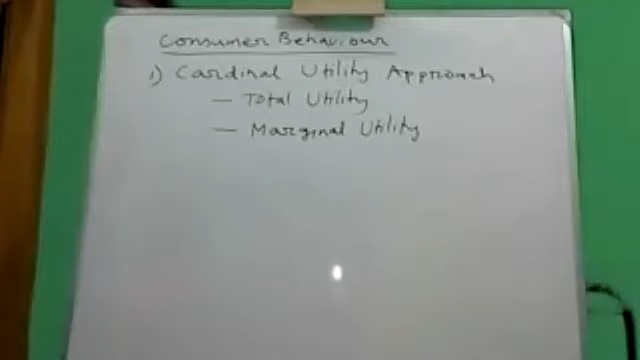 Consumer Behaviour
1) Cardinal Utility Approach
— Total Utility
— Marginal Utility